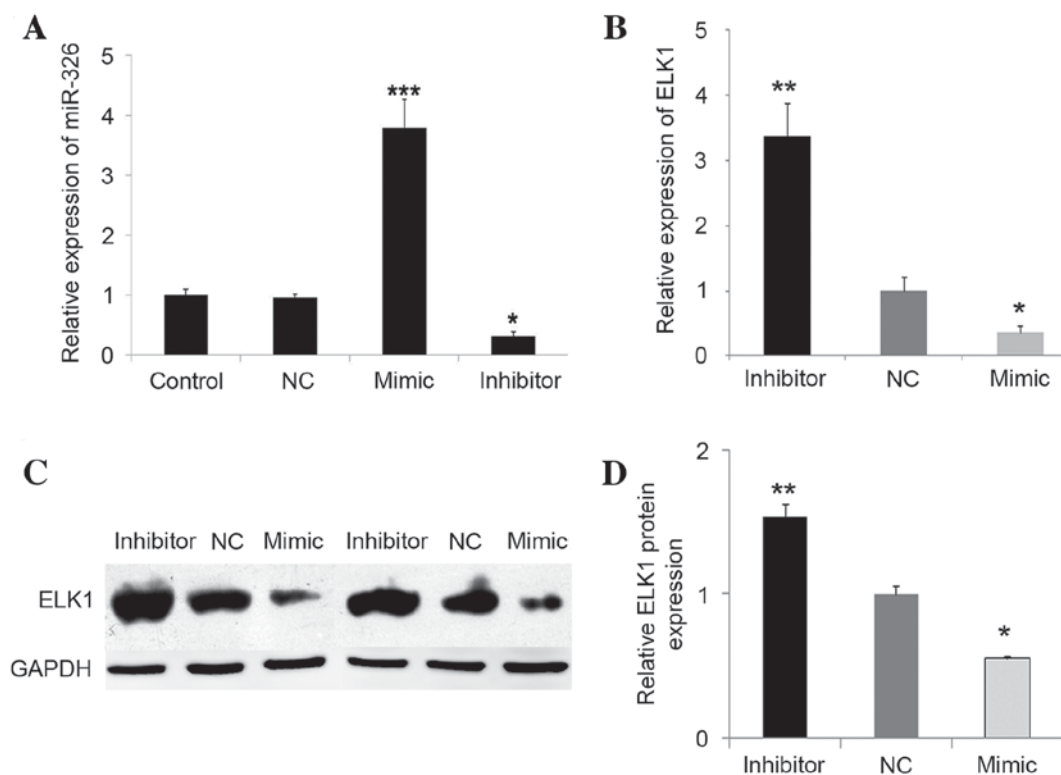 A
Relative expression of miR-326
5
4
3
2
1
0
***
*
Control NC Mimic Inhibitor
B
Relative expression of ELK1
5
4
3
2
1
0
**
*
Inhibitor NC Mimic
C
Inhibitor NC Mimic Inhibitor NC Mimic
ELK1
GAPDH
D
Relative ELK1 protein
expression
2
1
0
**
*
Inhibitor NC Mimic